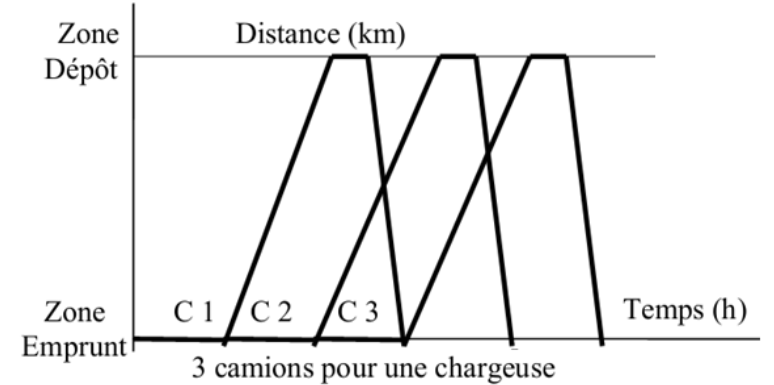 Zone
Dépôt
Distance (km)
C 1
C 2
C 3
Zone
Emprunt
Temps (h)
3 camions pour une chargeuse